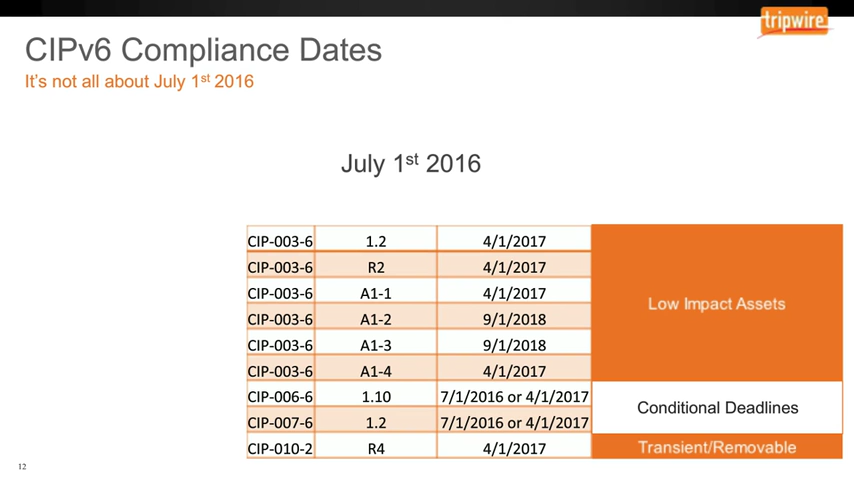 tripwire
CIPv6 Compliance Dates
It's not all about July 1st 2016
July 1st 2016
CIP-003-6 1.2 4/1/2017
CIP-003-6 R2 4/1/2017
CIP-003-6 A1-1 4/1/2017
Low Impact Assets
CIP-003-6 A1-2 9/1/2018
CIP-003-6 A1-3 9/1/2018
CIP-003-6 A1-4 4/1/2017
CIP-006-6 1.10 7/1/2016 or 4/1/2017
Conditional Deadlines
CIP-007-6 1.2 7/1/2016 or 4/1/2017
CIP-010-2 R4 4/1/2017 Transient/Removable
12